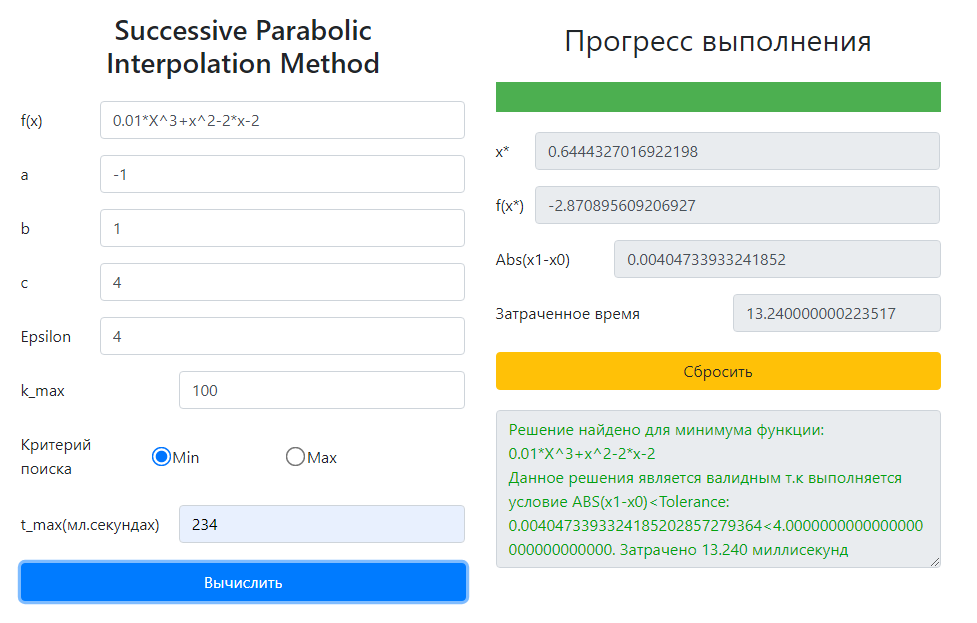 Successive Parabolic
Interpolation Method
f(x) 0.01*X^3+x^2-2*x-2
a -1
b 1
c 4
Epsilon 4
k_max 100
Критерий
поиска
Min Max
t_max(мл.секундах) 234
Вычислить
Прогресс выполнения
x* 0.6444327016922198
f(x*) -2.870895609206927
Abs(x1-x0) 0.00404733933241852
Затраченное время 13.240000000223517
Сбросить
Решение найдено для минимума функции:
0.01*X^3+x^2-2*x-2
Данное решения является валидным т.к выполняется
условие ABS(x1-x0)<Tolerance:
0.0040473393324185202857279364<4.0000000000000000
000000000000. Затрачено 13.240 миллисекунд